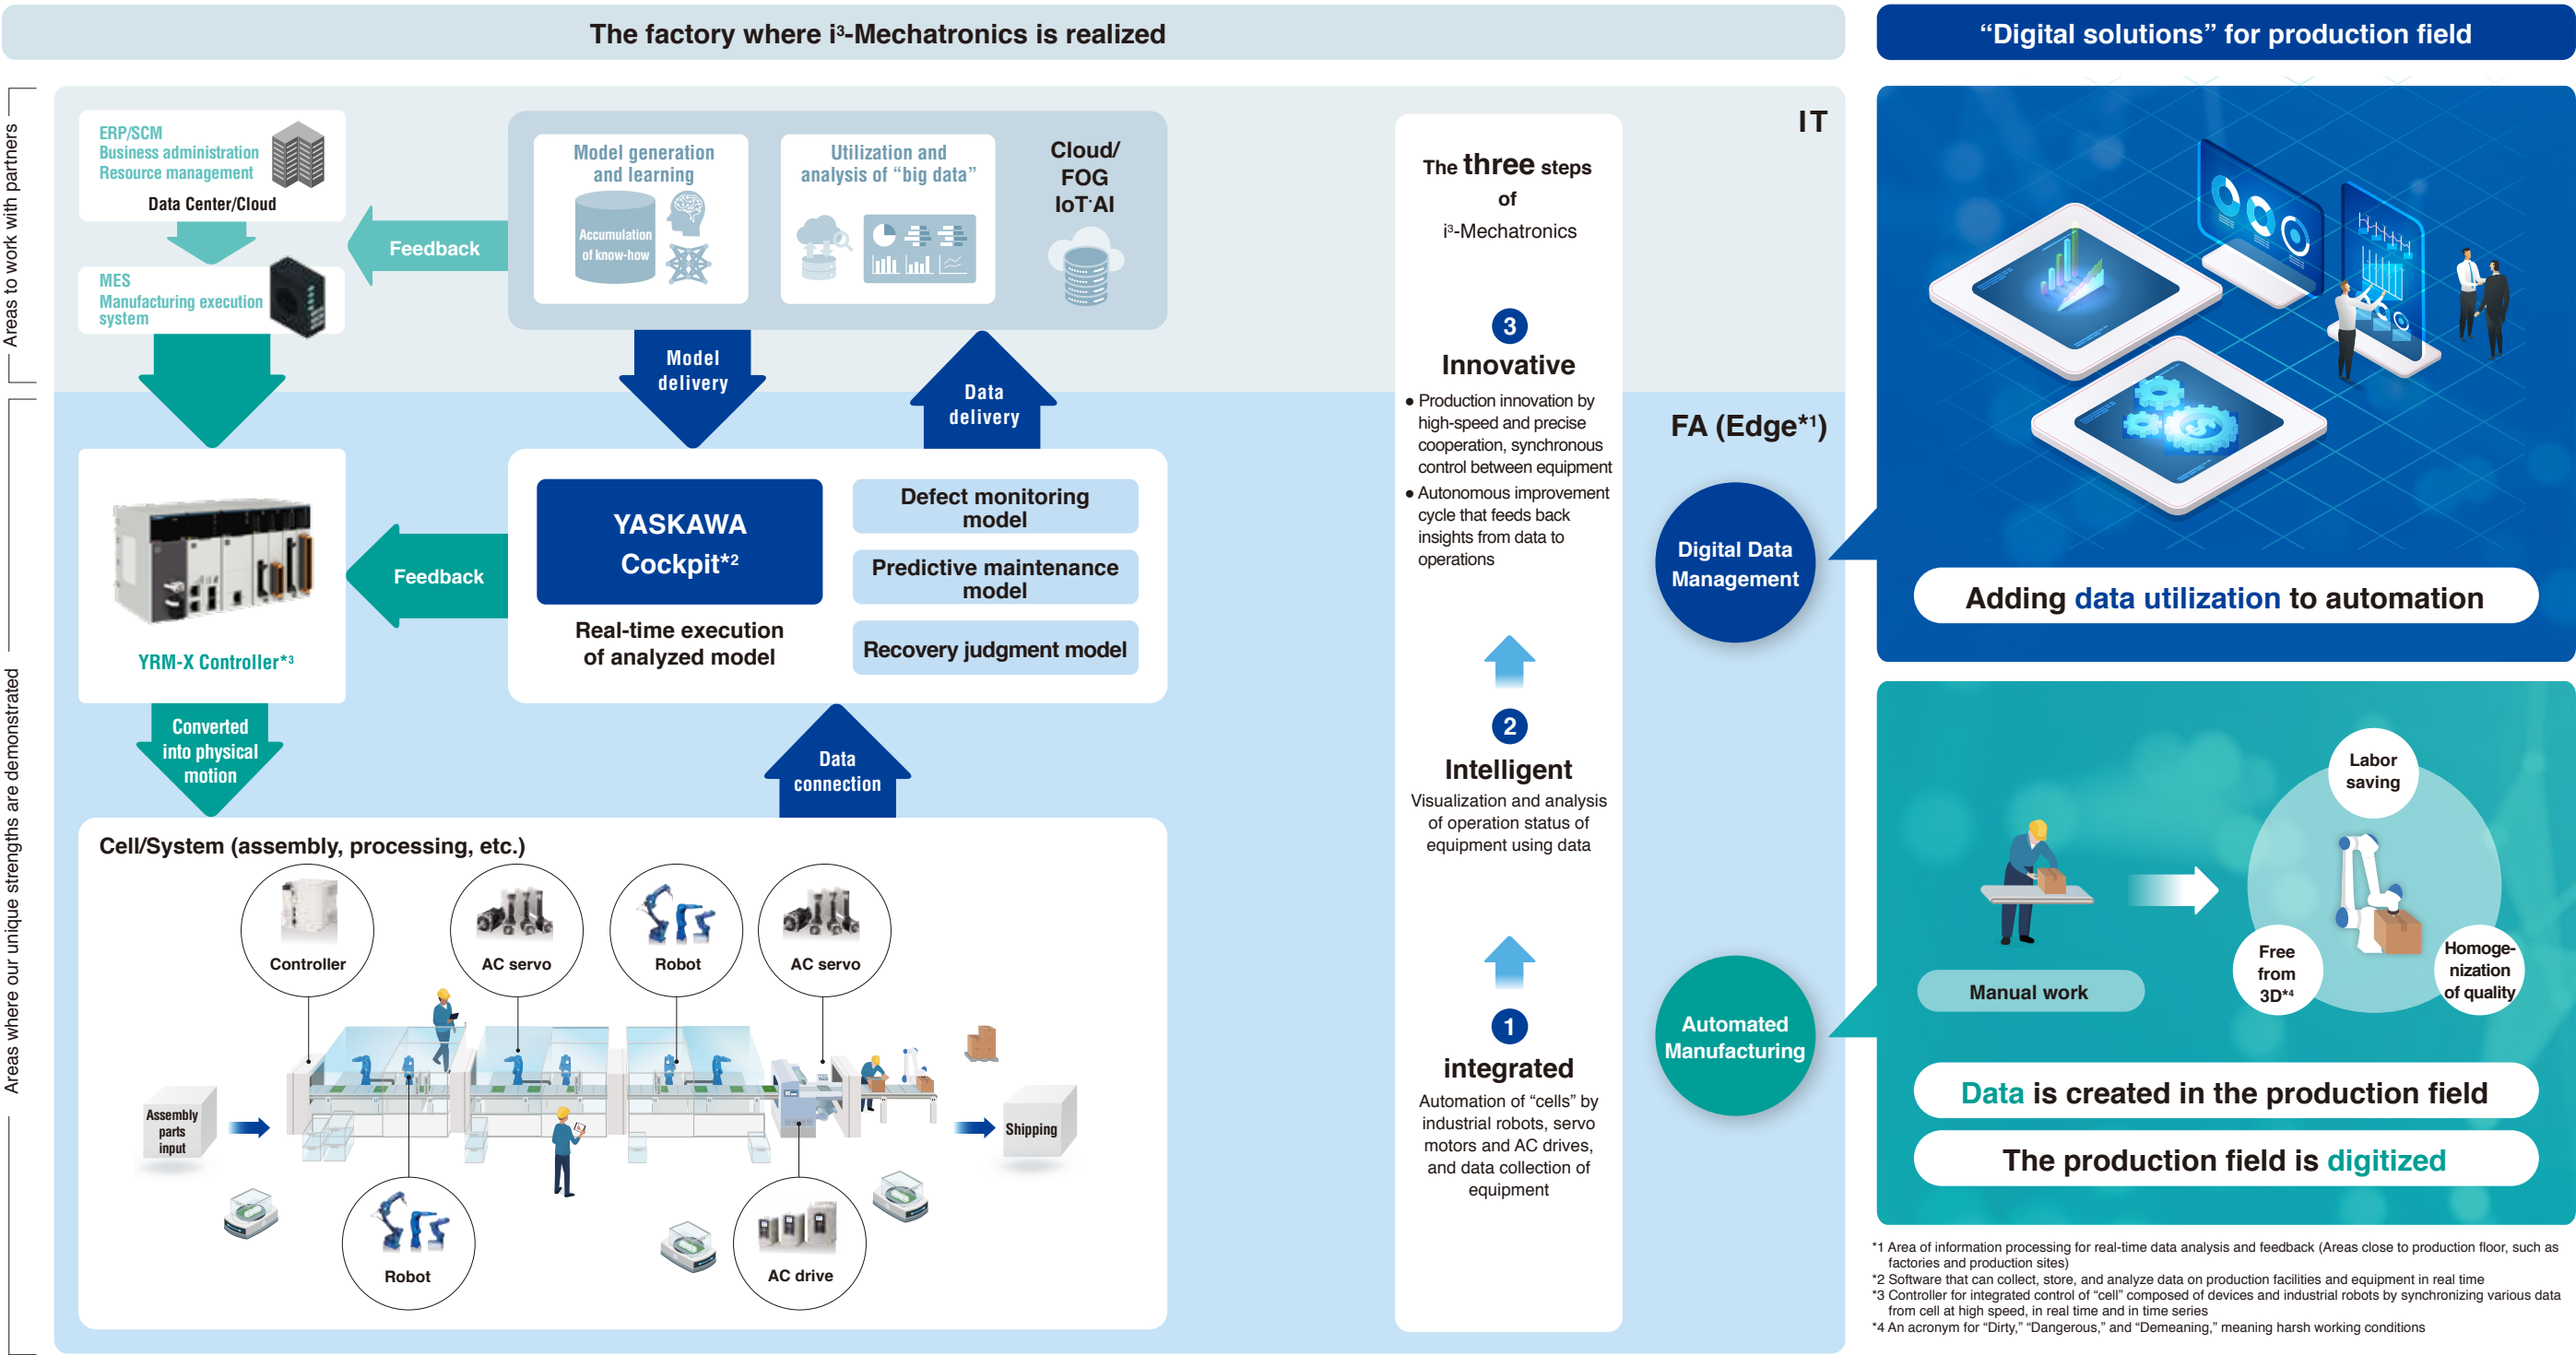 The factory where i³-Mechatronics is realized
“Digital solutions” for production field
Areas to work with partners
Areas where our unique strengths are demonstrated
IT
ERP/SCM
Business administration
Resource management
Data Center/Cloud
MES
Manufacturing execution
system
Feedback
Model generation
and learning
Accumulation
of know-how
Utilization and
analysis of “big data”
Cloud/
FOG
IoT·AI
Model
delivery
Data
delivery
FA (Edge*1)
YRM-X Controller*3
Feedback
YASKAWA
Cockpit*2
Real-time execution
of analyzed model
Defect monitoring
model
Predictive maintenance
model
Recovery judgment model
Converted
into physical
motion
Data
connection
Cell/System (assembly, processing, etc.)
Controller
AC servo
Robot
AC servo
Assembly
parts
input
Shipping
Robot
AC drive
The three steps
of
i³-Mechatronics
3
Innovative
● Production innovation by
high-speed and precise
cooperation, synchronous
control between equipment
● Autonomous improvement
cycle that feeds back
insights from data to
operations
2
Intelligent
Visualization and analysis
of operation status of
equipment using data
1
integrated
Automation of “cells” by
industrial robots, servo
motors and AC drives,
and data collection of
equipment
Digital Data
Management
Automated
Manufacturing
Adding data utilization to automation
Manual work
Labor
saving
Free
from
3D*4
Homoge-
nization
of quality
Data is created in the production field
The production field is digitized
*1 Area of information processing for real-time data analysis and feedback (Areas close to production floor, such as
factories and production sites)
*2 Software that can collect, store, and analyze data on production facilities and equipment in real time
*3 Controller for integrated control of “cell” composed of devices and industrial robots by synchronizing various data
from cell at high speed, in real time and in time series
*4 An acronym for “Dirty,” “Dangerous,” and “Demeaning,” meaning harsh working conditions